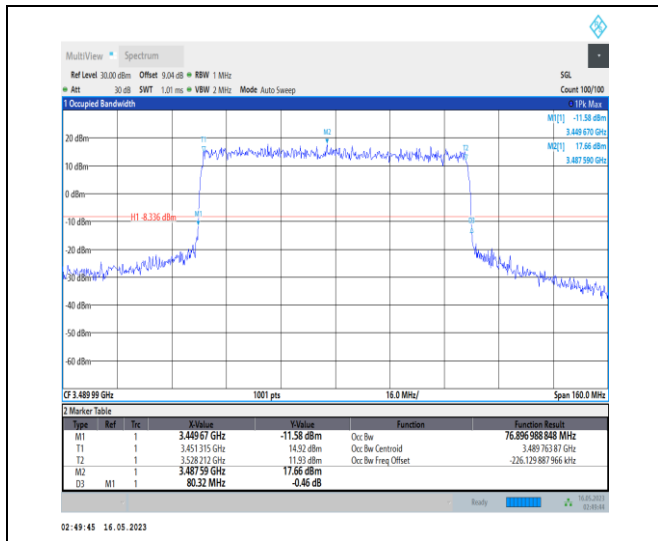 MultiView Spectrum
Ref Level 30.00 dBm Offset 9.04 dB RBW 1 MHz SGL
Att 30 dB SWT 1.01 ms VBW 2 MHz Mode Auto Sweep Count 100/100
1 Occupied Bandwidth 1Pk Max
M1[1] -11.58 dBm
3.449 670 GHz
M2[1] 17.66 dBm
3.487 590 GHz
20 dBm
T1
M2
T2
10 dBm
0 dBm
H1 -8.336 dBm
M1
D3
-10 dBm
-20 dBm
-30 dBm
-40 dBm
-50 dBm
-60 dBm
CF 3.489 99 GHz 1001 pts 16.0 MHz/ Span 160.0 MHz
2 Marker Table
Type Ref Trc X-Value Y-Value Function Function Result
M1 1 3.449 67 GHz -11.58 dBm Occ Bw 76.896 988 848 MHz
T1 1 3.451 315 GHz 14.92 dBm Occ Bw Centroid 3.489 763 87 GHz
T2 1 3.528 212 GHz 11.93 dBm Occ Bw Freq Offset -226.129 887 966 kHz
M2 1 3.487 59 GHz 17.66 dBm
D3 M1 1 80.32 MHz -0.46 dB
Ready 16.05.2023
02:49:44
02:49:45 16.05.2023